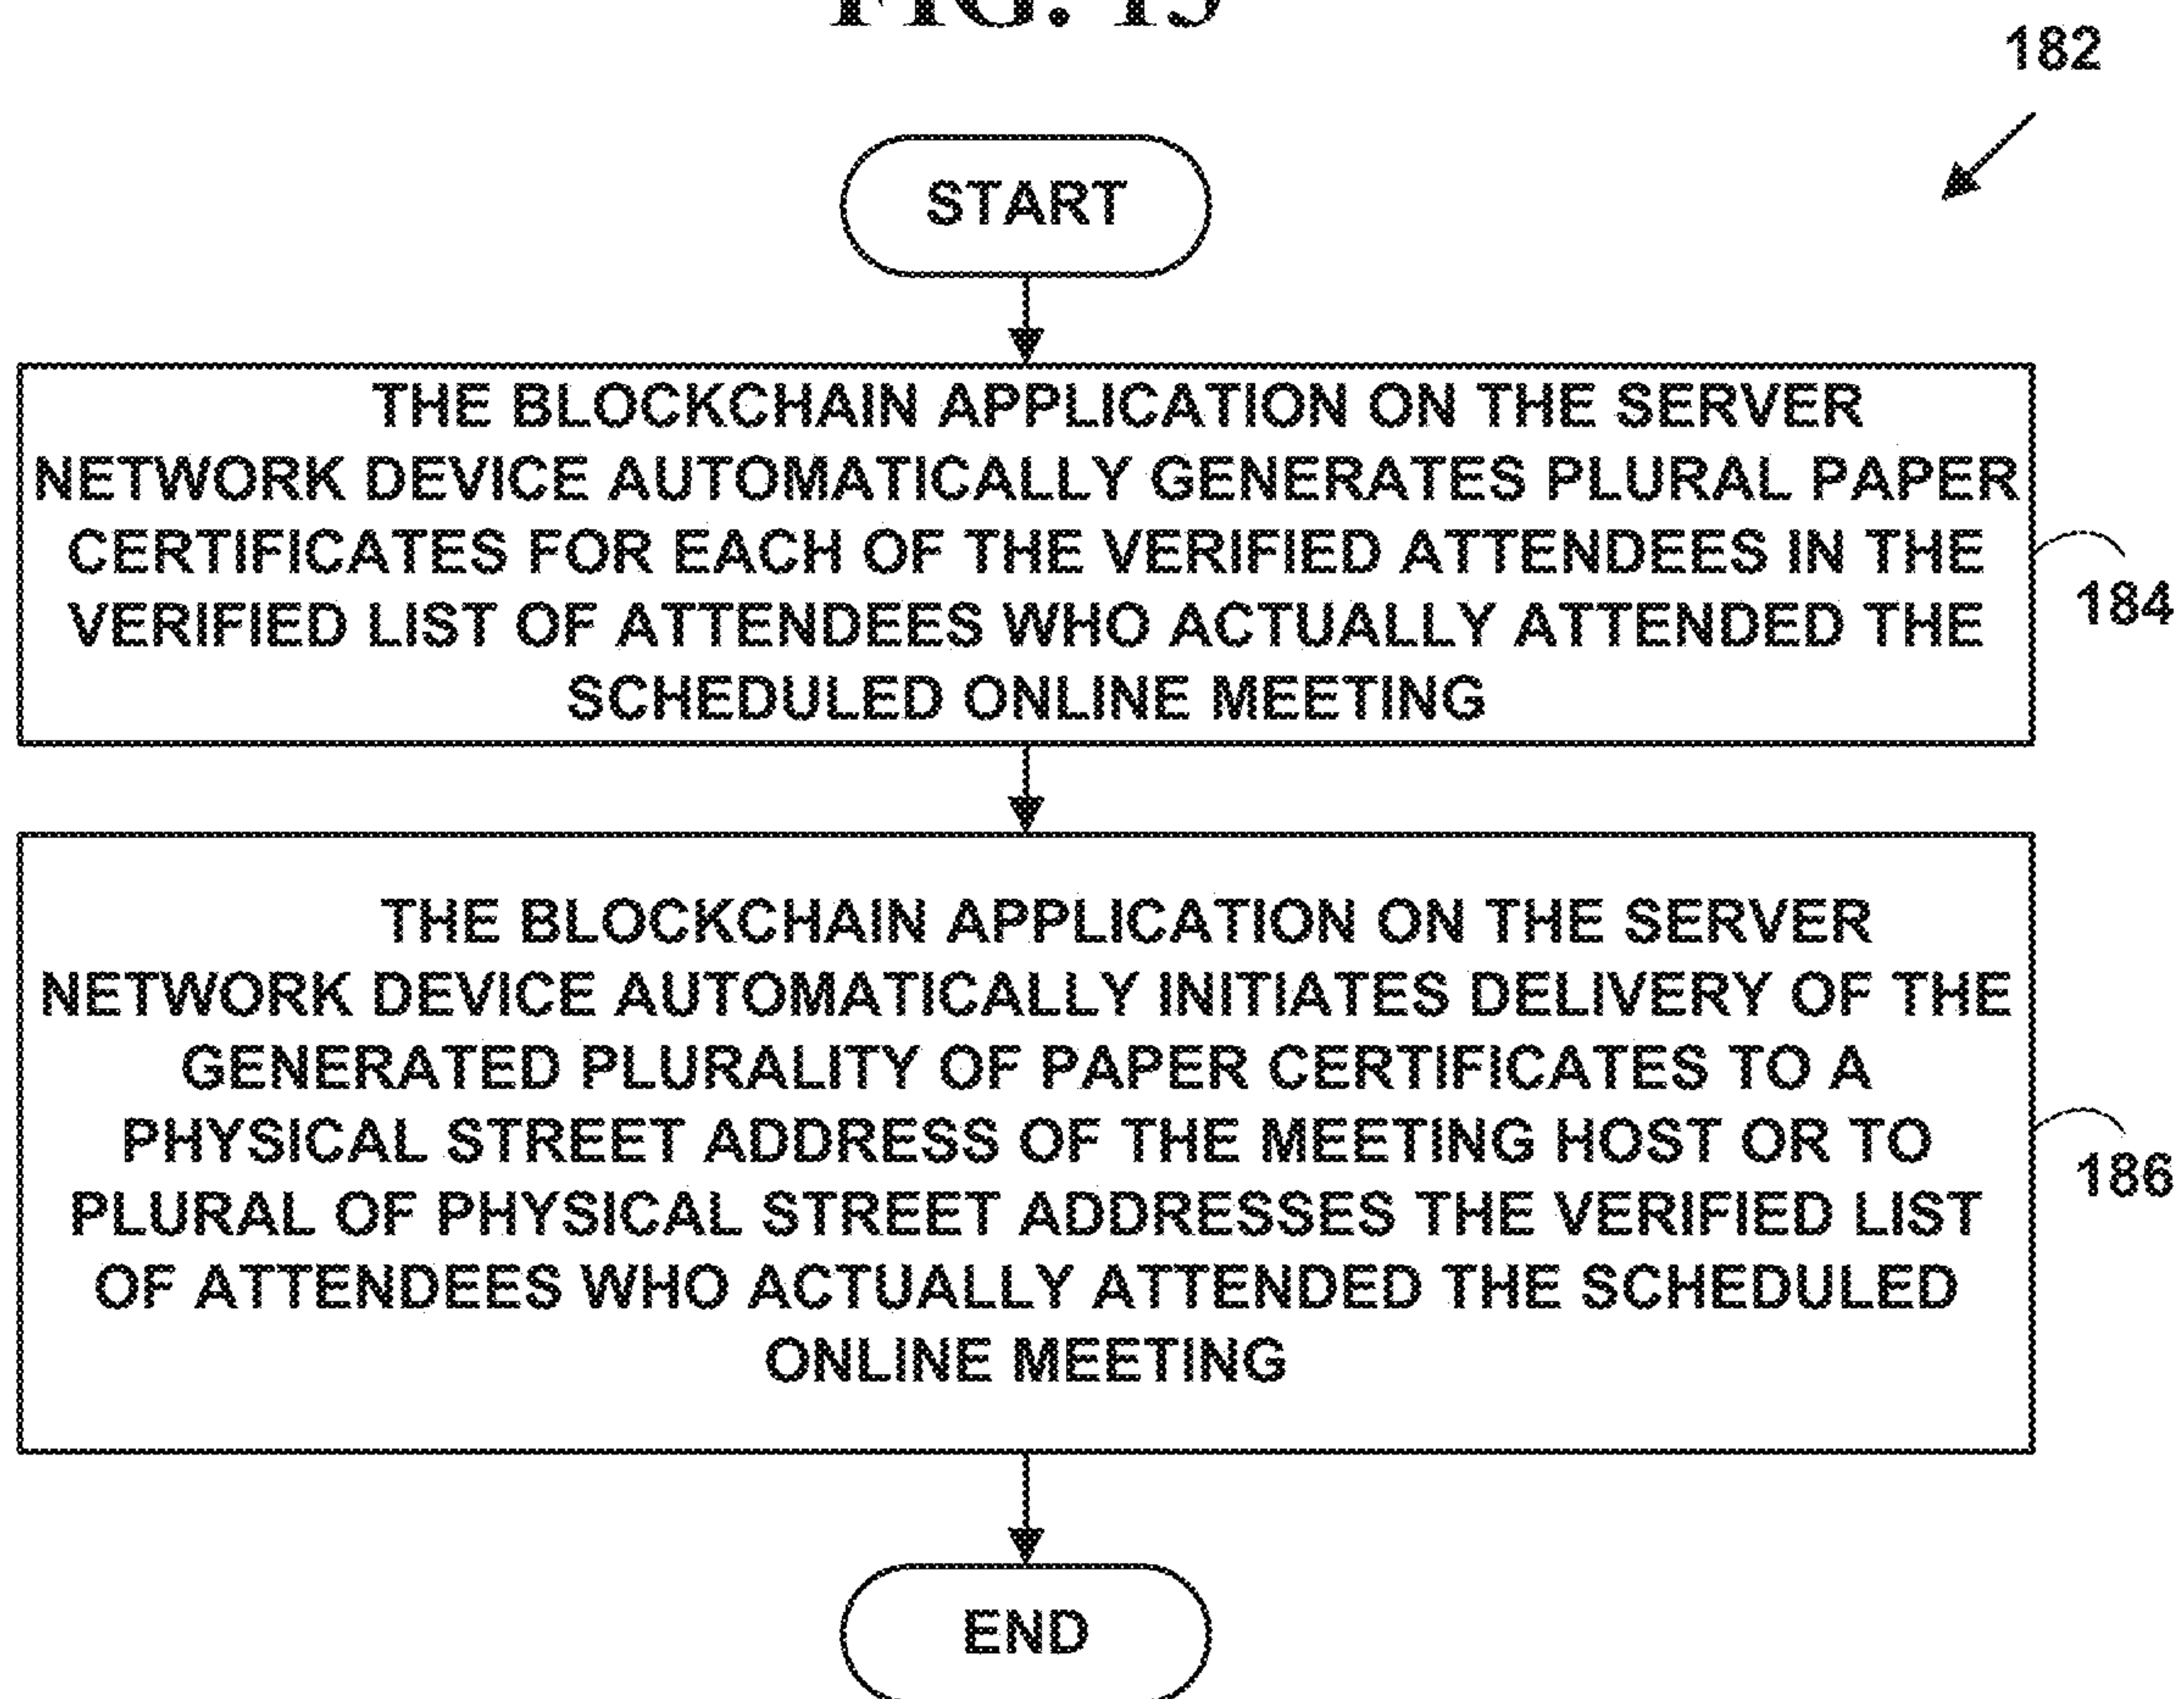 FIG.
182
START
THE BLOCKCHAIN APPLICATION ON THE SERVER
NETWORK DEVICE AUTOMATICALLY GENERATES PLURAL PAPER
CERTIFICATES FOR EACH OF THE VERIFIED ATTENDEES IN THE
VERIFIED LIST OF ATTENDEES WHO ACTUALLY ATTENDED THE
SCHEDULED ONLINE MEETING
184
THE BLOCKCHAIN APPLICATION ON THE SERVER
NETWORK DEVICE AUTOMATICALLY INITIATES DELIVERY OF THE
GENERATED PLURALITY OF PAPER CERTIFICATES TO A
PHYSICAL STREET ADDRESS OF THE MEETING HOST OR TO
PLURAL OF PHYSICAL STREET ADDRESSES THE VERIFIED LIST
OF ATTENDEES WHO ACTUALLY ATTENDED THE SCHEDULED
ONLINE MEETING
186
END